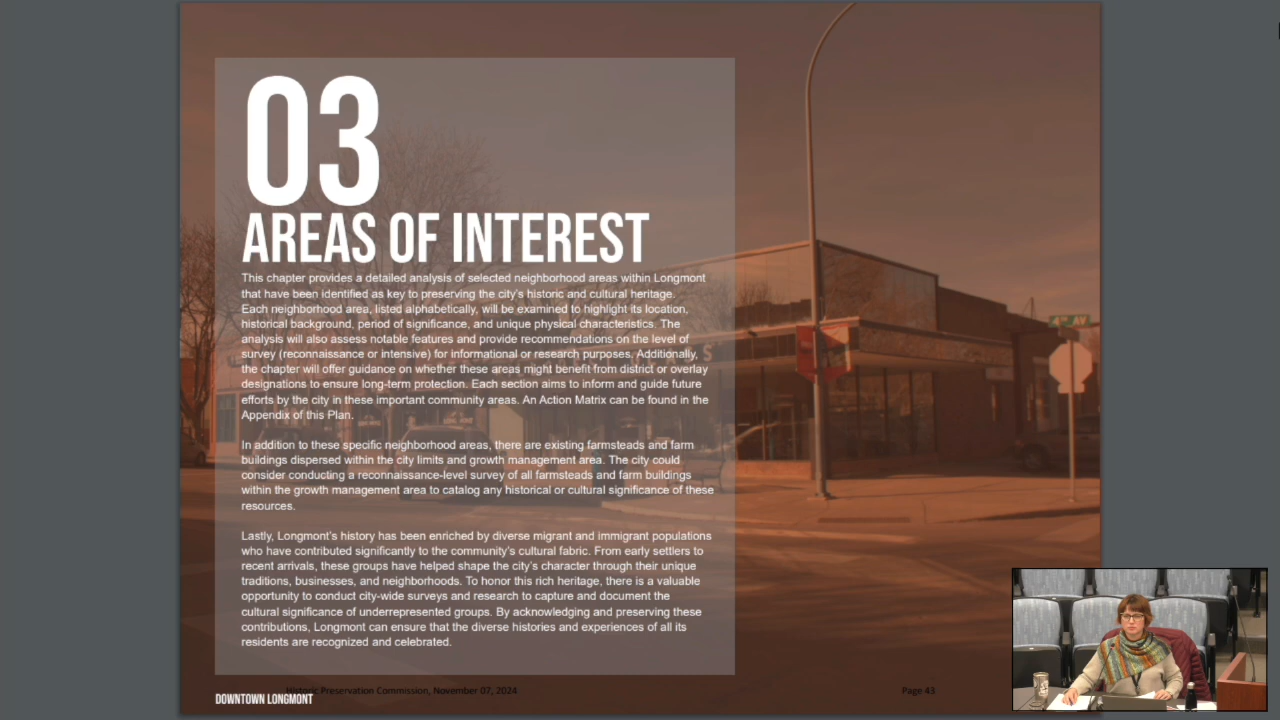 03
AREAS OF INTEREST
This chapter provides a detailed analysis of selected neighborhood areas within Longmont
that have been identified as key to preserving the city's historic and cultural heritage.
Each neighborhood area, listed alphabetically, will be examined to highlight its location,
historical background, period of significance, and unique physical characteristics. The
analysis will also assess notable features and provide recommendations on the level of
survey (reconnaissance or intensive) for informational or research purposes. Additionally,
the chapter will offer guidance on whether these areas might benefit from district or overlay
designations to ensure long-term protection. Each section aims to inform and guide future
efforts by the city in these important community areas. An Action Matrix can be found in the
Appendix of this Plan.
In addition to these specific neighborhood areas, there are existing farmsteads and farm
buildings dispersed within the city limits and growth management area. The city could
consider conducting a reconnaissance-level survey of all farmsteads and farm buildings
within the growth management area to catalog any historical or cultural significance of these
resources.
Lastly, Longmont's history has been enriched by diverse migrant and immigrant populations
who have contributed significantly to the community's cultural fabric. From early settlers to
recent arrivals, these groups have helped shape the city's character through their unique
traditions, businesses, and neighborhoods. To honor this rich heritage, there is a valuable
opportunity to conduct city-wide surveys and research to capture and document the
cultural significance of underrepresented groups. By acknowledging and preserving these
contributions, Longmont can ensure that the diverse histories and experiences of all its
residents are recognized and celebrated.
Historic Preservation Commission, November 07, 2024 Page 43
DOWNTOWN LONGMONT